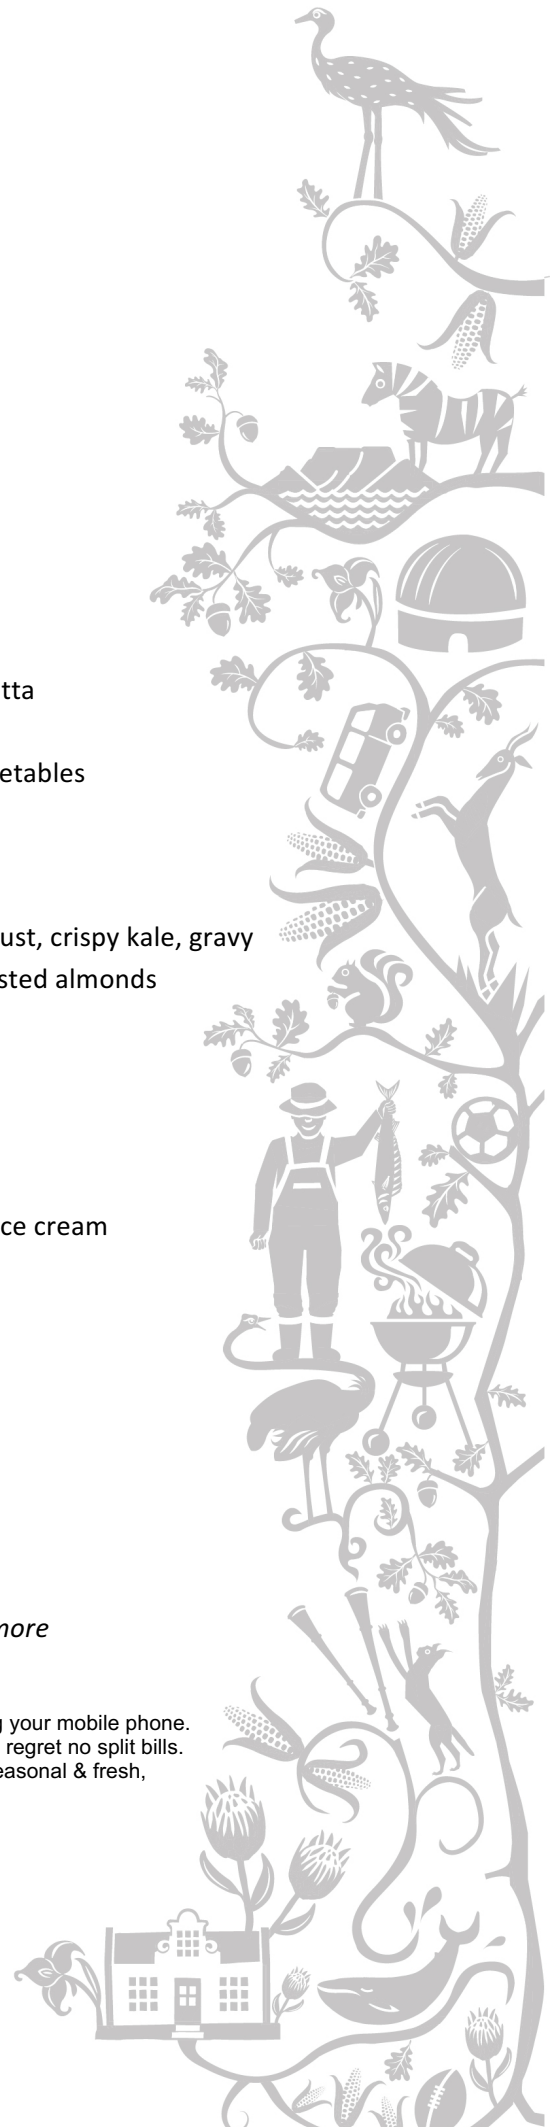 tta
etables
ust, crispy kale, gravy
sted almonds
ce cream
nore
g your mobile phone.
regret no split bills.
easonal & fresh,